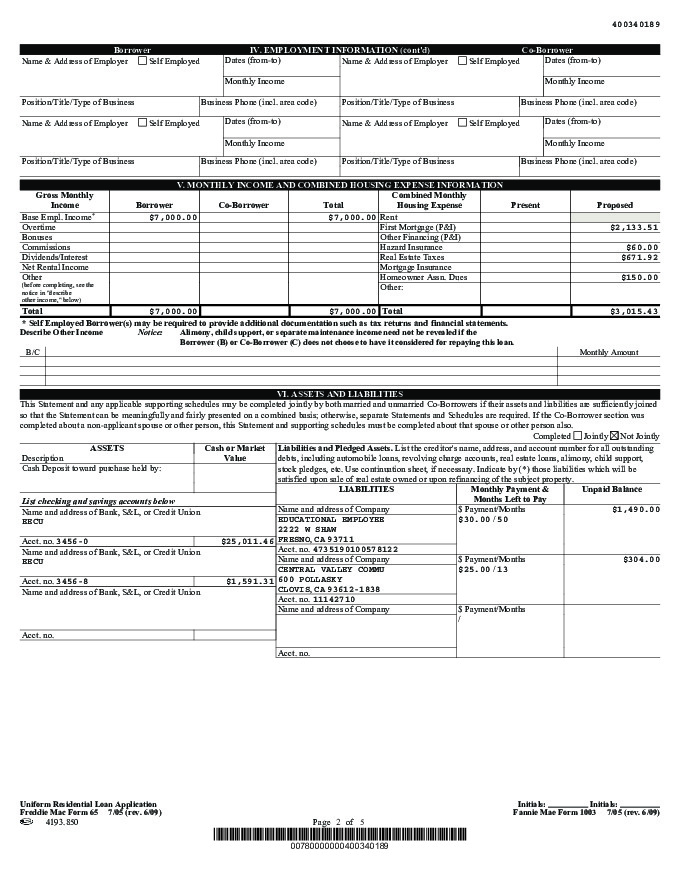 400340189
Borrower IV. EMPLOYMENT INFORMATION (cont'd) Co-Borrower
Name & Address of Employer Self Employed Dates (from-to) Name & Address of Employer Self Employed Dates (from-to)
Monthly Income Monthly Income
Position/Title/Type of Business Business Phone (incl. area code) Position/Title/Type of Business Business Phone (incl. area code)
Name & Address of Employer Self Employed Dates (from-to) Name & Address of Employer Self Employed Dates (from-to)
Monthly Income Monthly Income
Position/Title/Type of Business Business Phone (incl. area code) Position/Title/Type of Business Business Phone (incl. area code)
V. MONTHLY INCOME AND COMBINED HOUSING EXPENSE INFORMATION
Gross Monthly Income Borrower Co-Borrower Total Combined Monthly Housing Expense Present Proposed
Base Empl. Income* $7,000.00 $7,000.00 Rent
Overtime First Mortgage (P&I) $2,133.51
Bonuses Other Financing (P&I)
Commissions Hazard Insurance $60.00
Dividends/Interest Real Estate Taxes $671.92
Net Rental Income Mortgage Insurance
Other Homeowner Assn. Dues $150.00
(before completing, see the Other:
notice in "describe
other income," below)
Total $7,000.00 $7,000.00 Total $3,015.43
* Self Employed Borrower(s) may be required to provide additional documentation such as tax returns and financial statements.
Describe Other Income Notice: Alimony, child support, or separate maintenance income need not be revealed if the
Borrower (B) or Co-Borrower (C) does not choose to have it considered for repaying this loan.
B/C Monthly Amount
VI. ASSETS AND LIABILITIES
This Statement and any applicable supporting schedules may be completed jointly by both married and unmarried Co-Borrowers if their assets and liabilities are sufficiently joined
so that the Statement can be meaningfully and fairly presented on a combined basis; otherwise, separate Statements and Schedules are required. If the Co-Borrower section was
completed about a non-applicant spouse or other person, this Statement and supporting schedules must be completed about that spouse or other person also.
Completed Jointly Not Jointly
ASSETS Cash or Market Value
Description
Cash Deposit toward purchase held by:
Liabilities and Pledged Assets. List the creditor's name, address, and account number for all outstanding
debts, including automobile loans, revolving charge accounts, real estate loans, alimony, child support,
stock pledges, etc. Use continuation sheet, if necessary. Indicate by (*) those liabilities which will be
satisfied upon sale of real estate owned or upon refinancing of the subject property.
LIABILITIES Monthly Payment & Months Left to Pay Unpaid Balance
List checking and savings accounts below
Name and address of Bank, S&L, or Credit Union
EECU
Acct. no. 3456-0 $25,011.46
Name and address of Bank, S&L, or Credit Union
EECU
Acct. no. 3456-8 $1,591.31
Name and address of Bank, S&L, or Credit Union
Acct. no.
Name and address of Company $ Payment/Months $1,490.00
EDUCATIONAL EMPLOYEE $30.00/50
2222 W SHAW
FRESNO, CA 93711
Acct. no. 4735190100578122
Name and address of Company $ Payment/Months $304.00
CENTRAL VALLEY COMMU $25.00/13
600 POLLASKY
CLOVIS, CA 93612-1838
Acct. no. 11142710
Name and address of Company $ Payment/Months
/
Acct. no.
Uniform Residential Loan Application Initials: Initials:
Freddie Mac Form 65 7/05 (rev. 6/09) Fannie Mae Form 1003 7/05 (rev. 6/09)
4193.850 Page 2 of 5
00780000000400340189